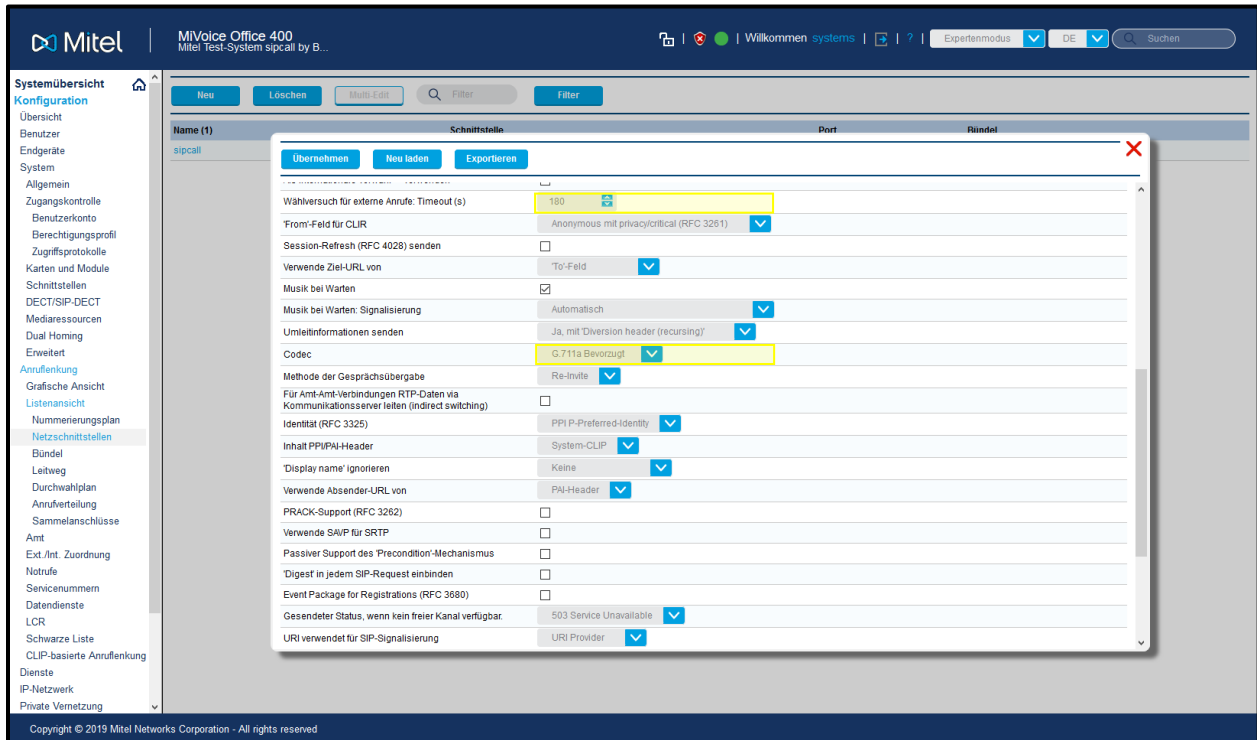 Mitel
MiVoice Office 400
Mitel Test-System sipcall by B...
Willkommen systems
?
Expertenmodus
DE
Suchen
Systemübersicht
Konfiguration
Übersicht
Benutzer
Endgeräte
System
Allgemein
Zugangskontrolle
Benutzerkonto
Berechtigungsprofil
Zugriffsprotokolle
Karten und Module
Schnittstellen
DECT/SIP-DECT
Mediaressourcen
Dual Homing
Erweitert
Anruflenkung
Grafische Ansicht
Listenansicht
Nummerierungsplan
Netzschnittstellen
Bündel
Leitweg
Durchwahlplan
Anrufverteilung
Sammelanschlüsse
Amt
Ext./Int. Zuordnung
Notrufe
Servicenummern
Datendienste
LCR
Schwarze Liste
CLIP-basierte Anruflenkung
Dienste
IP-Netzwerk
Private Vernetzung
Neu
Löschen
Multi-Edit
Filter
Filter
Name (1) Schnittstelle Port Bündel
sipcall
Übernehmen
Neu laden
Exportieren
Wählversuch für externe Anrufe: Timeout (s) 180
'From'-Feld für CLIR Anonymous mit privacy/critical (RFC 3261)
Session-Refresh (RFC 4028) senden
Verwende Ziel-URL von 'To'-Feld
Musik bei Warten
Musik bei Warten: Signalisierung Automatisch
Umleitinformationen senden Ja, mit 'Diversion header (recursing)'
Codec G.711a Bevorzugt
Methode der Gesprächsübergabe Re-Invite
Für Amt-Amt-Verbindungen RTP-Daten via
Kommunikationsserver leiten (indirect switching)
Identität (RFC 3325) PPI P-Preferred-Identity
Inhalt PPI/PAI-Header System-CLIP
'Display name' ignorieren Keine
Verwende Absender-URL von PAI-Header
PRACK-Support (RFC 3262)
Verwende SAVP für SRTP
Passiver Support des 'Precondition'-Mechanismus
'Digest' in jedem SIP-Request einbinden
Event Package for Registrations (RFC 3680)
Gesendeter Status, wenn kein freier Kanal verfügbar. 503 Service Unavailable
URI verwendet für SIP-Signalisierung URI Provider
Copyright © 2019 Mitel Networks Corporation - All rights reserved